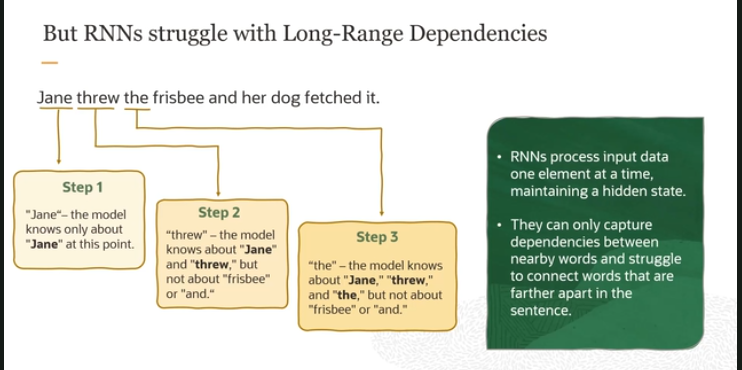 But RNNs struggle with Long-Range Dependencies
Jane threw the frisbee and her dog fetched it.
Step 1
"Jane"– the model
knows only about
"Jane" at this point.
Step 2
"threw" – the model
knows about "Jane"
and "threw," but
not about "frisbee"
or "and."
Step 3
"the" – the model knows
about "Jane," "threw,"
and "the," but not about
"frisbee" or "and."
• RNNs process input data
one element at a time,
maintaining a hidden state.
• They can only capture
dependencies between
nearby words and struggle
to connect words that are
farther apart in the
sentence.